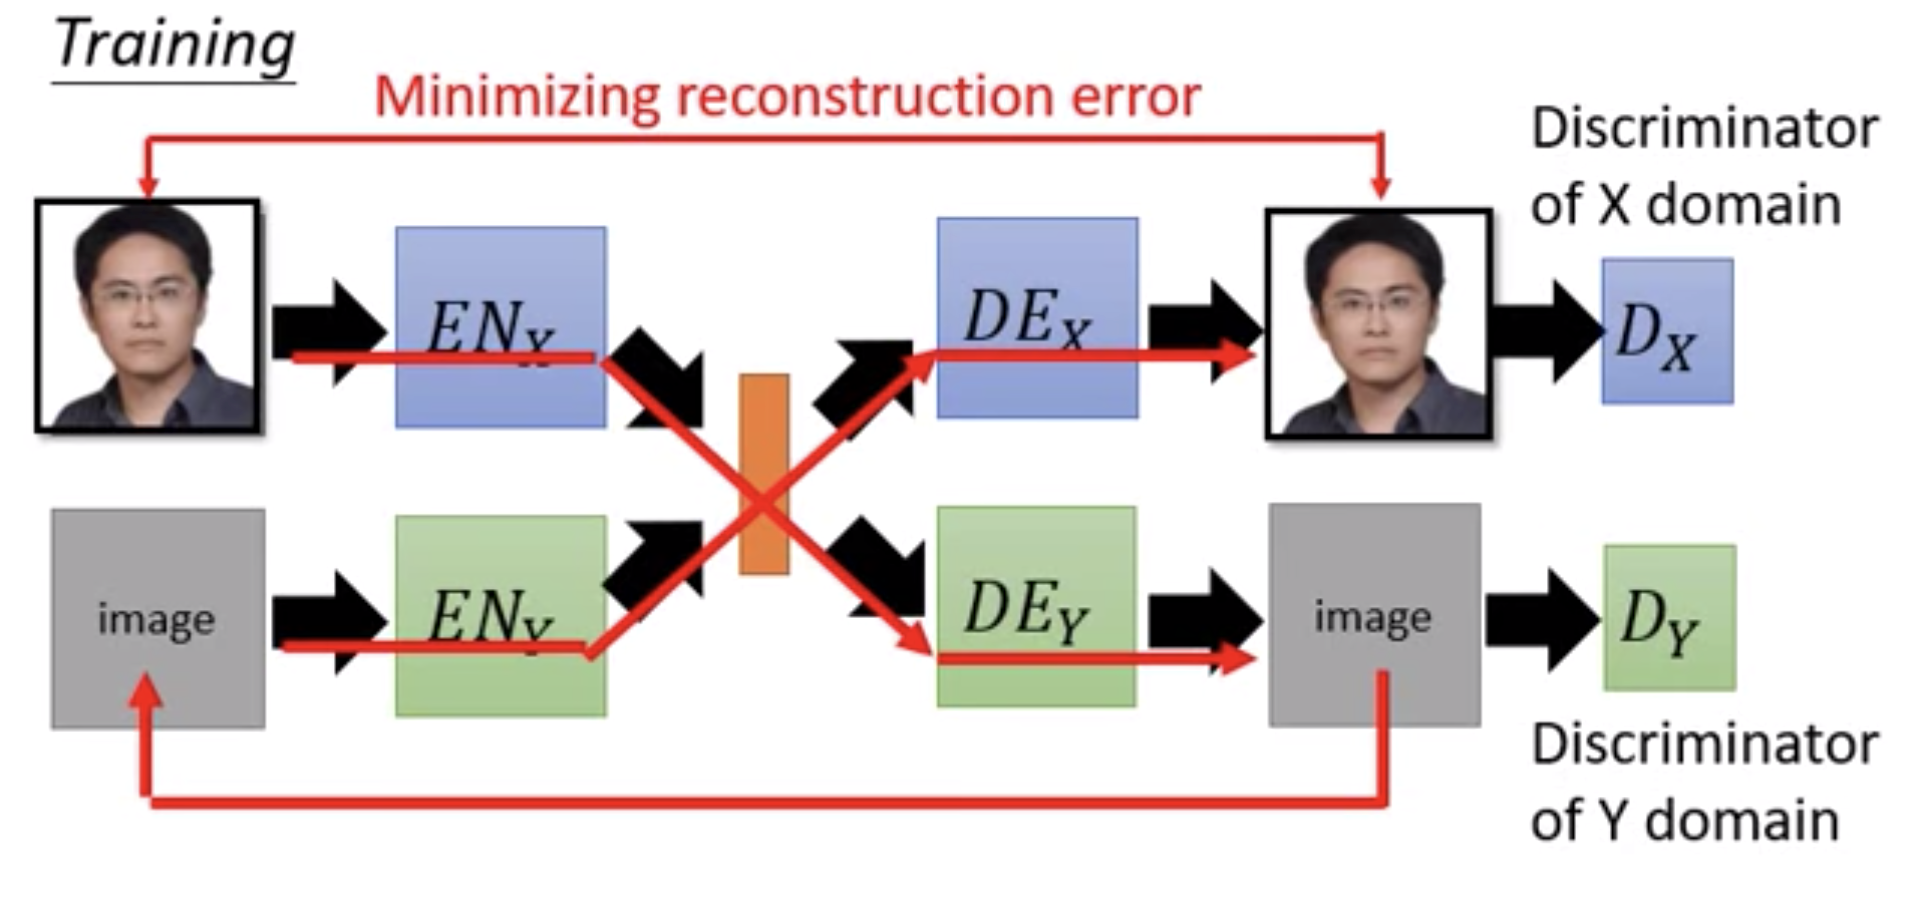 Training
Minimizing reconstruction error
Discriminator
of X domain
EN_X
DE_X
D_X
image
EN_Y
DE_Y
image
D_Y
Discriminator
of Y domain